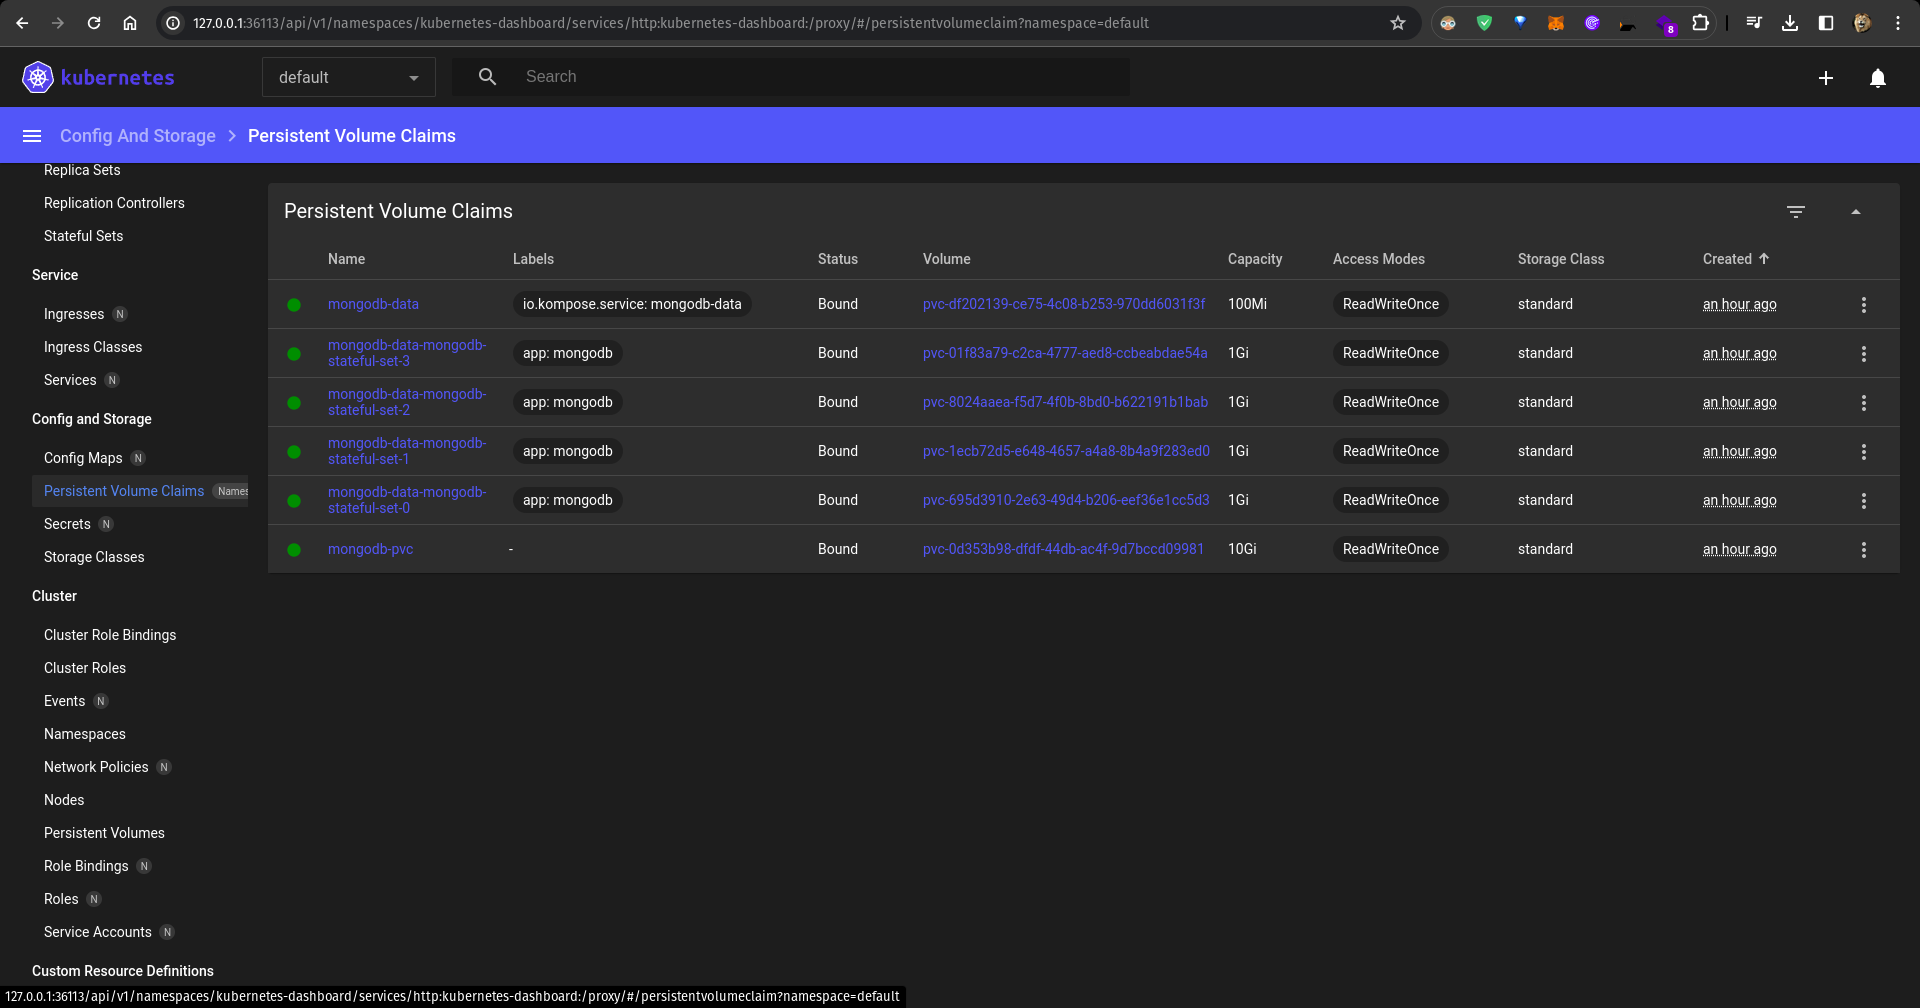 127.0.0.1:36113/api/v1/namespaces/kubernetes-dashboard/services/http:kubernetes-dashboard:/proxy/#/persistentvolumeclaim?namespace=default
8
kubernetes
default
Search
Config And Storage
Persistent Volume Claims
Replica Sets
Replication Controllers
Stateful Sets
Service
Ingresses N
Ingress Classes
Services N
Config and Storage
Config Maps N
Persistent Volume Claims Names
Secrets N
Storage Classes
Cluster
Cluster Role Bindings
Cluster Roles
Events N
Namespaces
Network Policies N
Nodes
Persistent Volumes
Role Bindings N
Roles N
Service Accounts N
Custom Resource Definitions
Persistent Volume Claims
Name Labels Status Volume Capacity Access Modes Storage Class Created
mongodb-data io.kompose.service: mongodb-data Bound pvc-df202139-ce75-4c08-b253-970dd6031f3f 100Mi ReadWriteOnce standard an hour ago
mongodb-data-mongodb-
stateful-set-3 app: mongodb Bound pvc-01f83a79-c2ca-4777-aed8-ccbeabdae54a 1Gi ReadWriteOnce standard an hour ago
mongodb-data-mongodb-
stateful-set-2 app: mongodb Bound pvc-8024aaea-f5d7-4f0b-8bd0-b622191b1bab 1Gi ReadWriteOnce standard an hour ago
mongodb-data-mongodb-
stateful-set-1 app: mongodb Bound pvc-1ecb72d5-e648-4657-a4a8-8b4a9f283ed0 1Gi ReadWriteOnce standard an hour ago
mongodb-data-mongodb-
stateful-set-0 app: mongodb Bound pvc-695d3910-2e63-49d4-b206-eef36e1cc5d3 1Gi ReadWriteOnce standard an hour ago
mongodb-pvc - Bound pvc-0d353b98-dfdf-44db-ac4f-9d7bccd09981 10Gi ReadWriteOnce standard an hour ago
127.0.0.1:36113/api/v1/namespaces/kubernetes-dashboard/services/http:kubernetes-dashboard:/proxy/#/persistentvolumeclaim?namespace=default